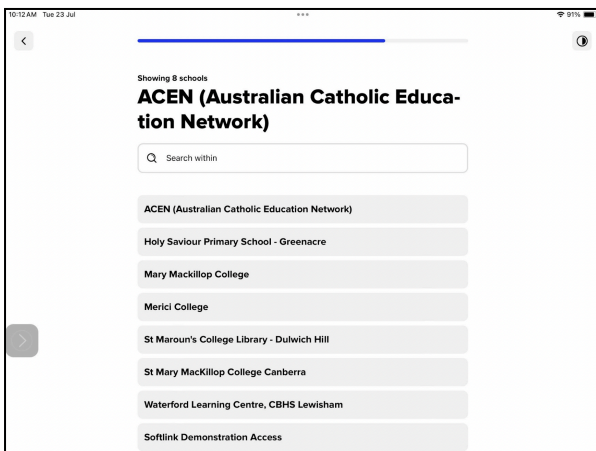 10:12 AM Tue 23 Jul
91%
Showing 8 schools
ACEN (Australian Catholic Educa-
tion Network)
Search within
ACEN (Australian Catholic Education Network)
Holy Saviour Primary School - Greenacre
Mary Mackillop College
Merici College
St Maroun's College Library - Dulwich Hill
St Mary MacKillop College Canberra
Waterford Learning Centre, CBHS Lewisham
Softlink Demonstration Access